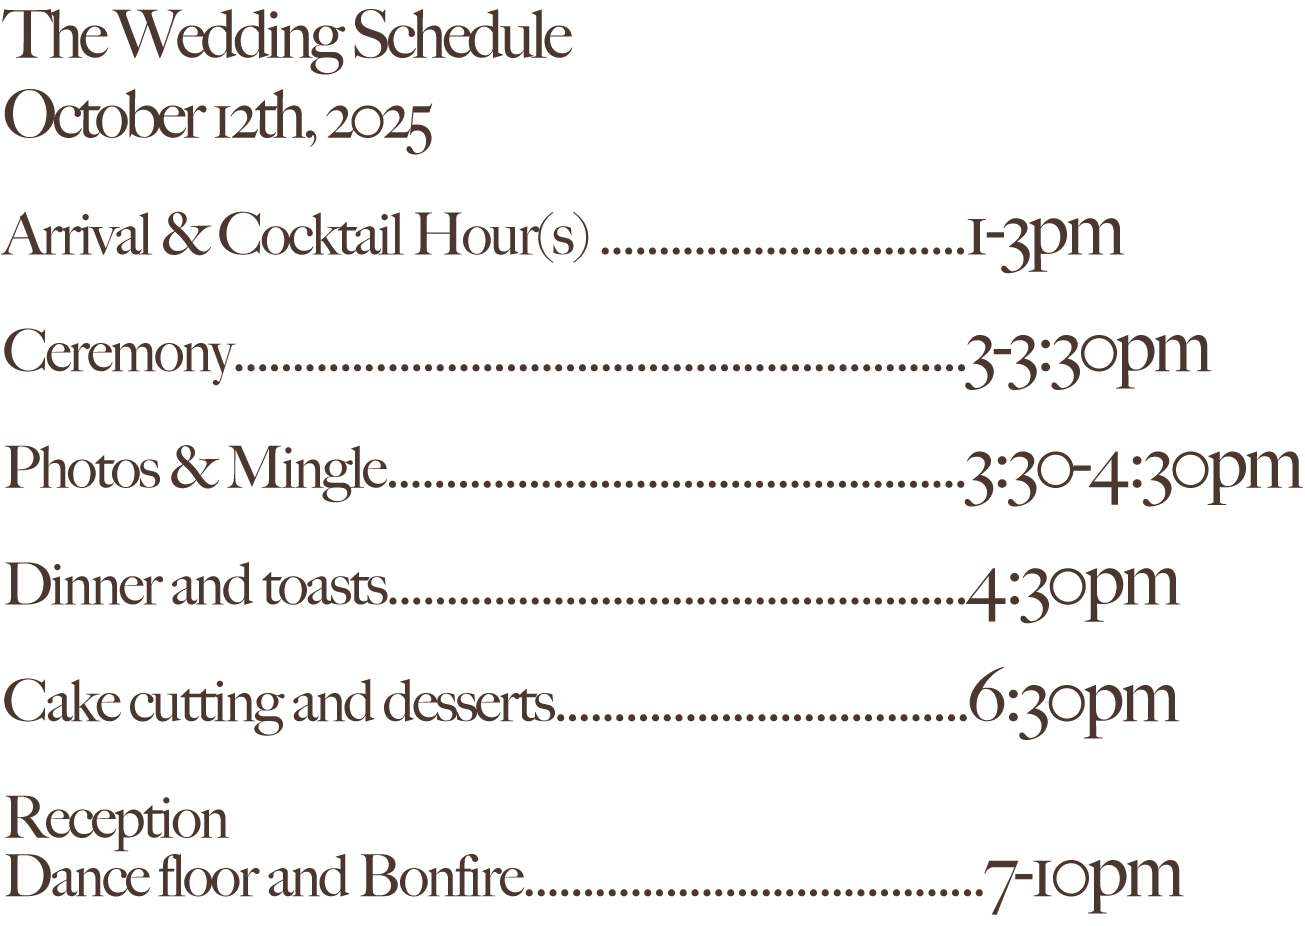 The Wedding Schedule
October 12th, 2025
Arrival & Cocktail Hour(s) ...............................1-3pm
Ceremony..............................................................3-3:30pm
Photos & Mingle.................................................3:30-4:30pm
Dinner and toasts.................................................4:30pm
Cake cutting and desserts...................................6:30pm
Reception
Dance floor and Bonfire.......................................7-10pm